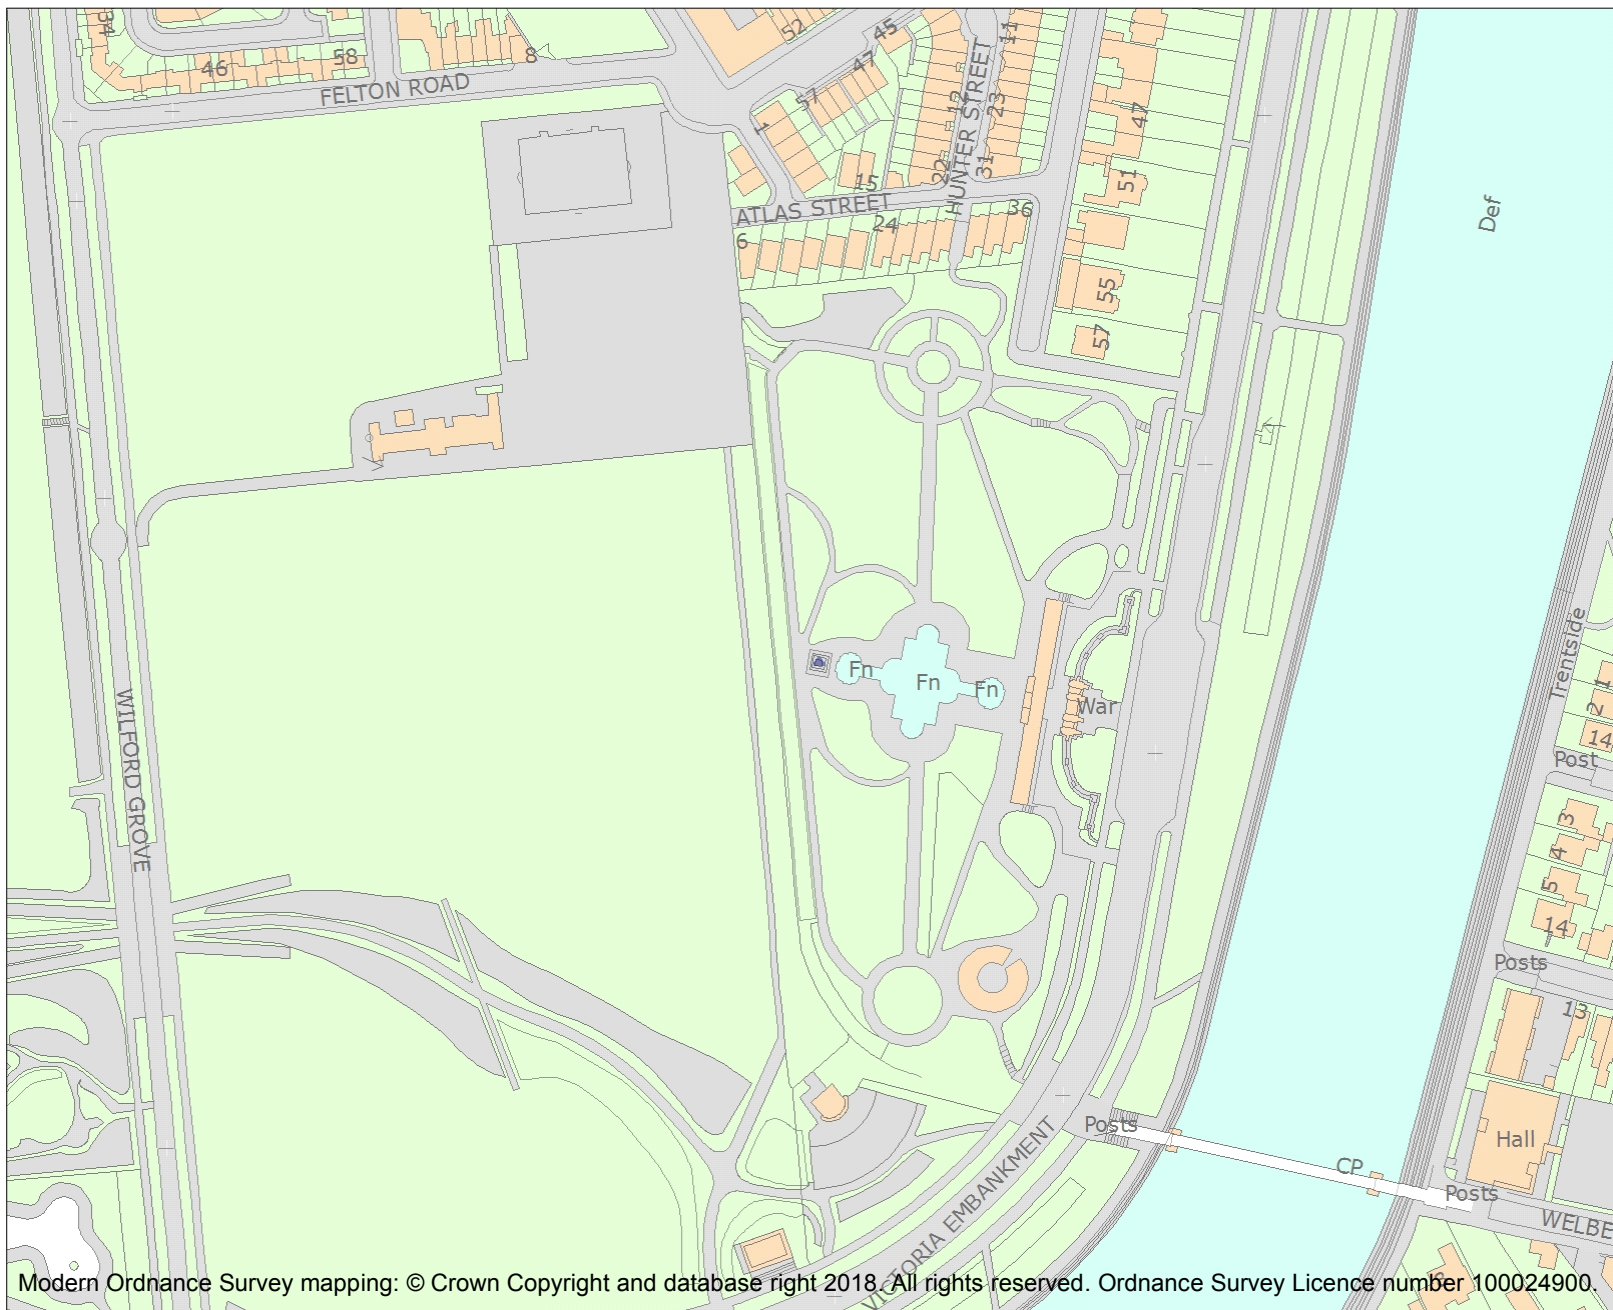 34
46
58
8
FELTON ROAD
52
45
47
57
1
15
ATLAS STREET
6
24
36
22
12
HUNTER STREET
11
23
31
47
51
55
57
Def
WILFORD GROVE
Fn
Fn
Fn
War
Trentside
1
2
14
Post
3
4
5
14
Posts
13
Hall
Posts
CP
Posts
WELBE
VICTORIA EMBANKMENT
Modern Ordnance Survey mapping: © Crown Copyright and database right 2018. All rights reserved. Ordnance Survey Licence number 100024900.